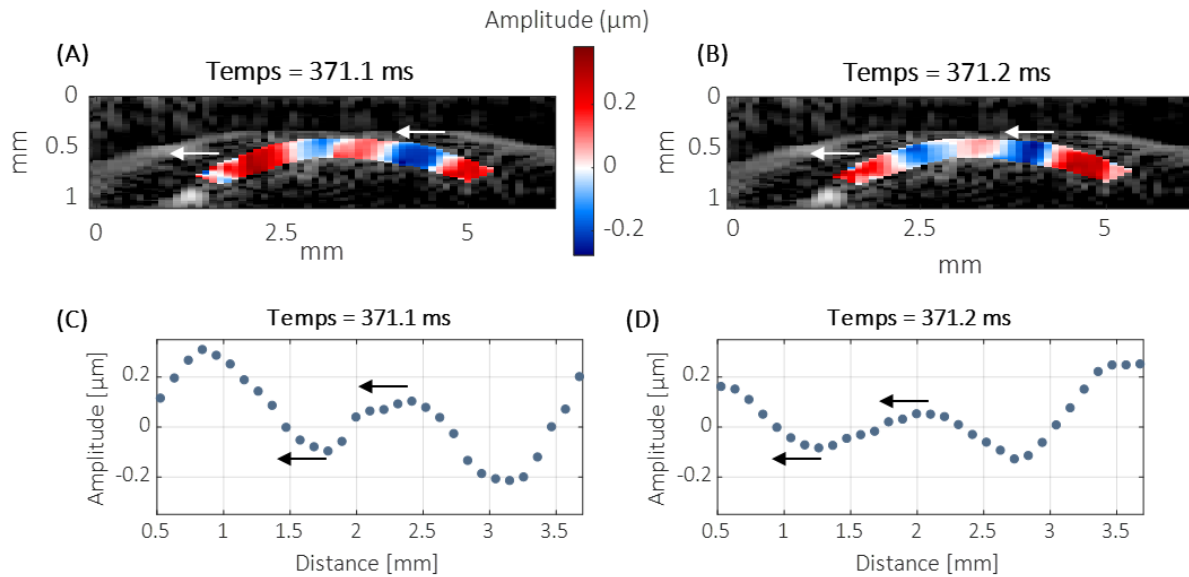 Amplitude (µm)
(A)
Temps = 371.1 ms
0
0.5
1
mm
0
2.5
5
mm
0.2
0
-0.2
(B)
Temps = 371.2 ms
0
0.5
1
mm
0
2.5
5
mm
(C)
Temps = 371.1 ms
Amplitude [µm]
0.2
0
-0.2
0.5 1 1.5 2 2.5 3 3.5
Distance [mm]
(D)
Temps = 371.2 ms
Amplitude [µm]
0.2
0
-0.2
0.5 1 1.5 2 2.5 3 3.5
Distance [mm]